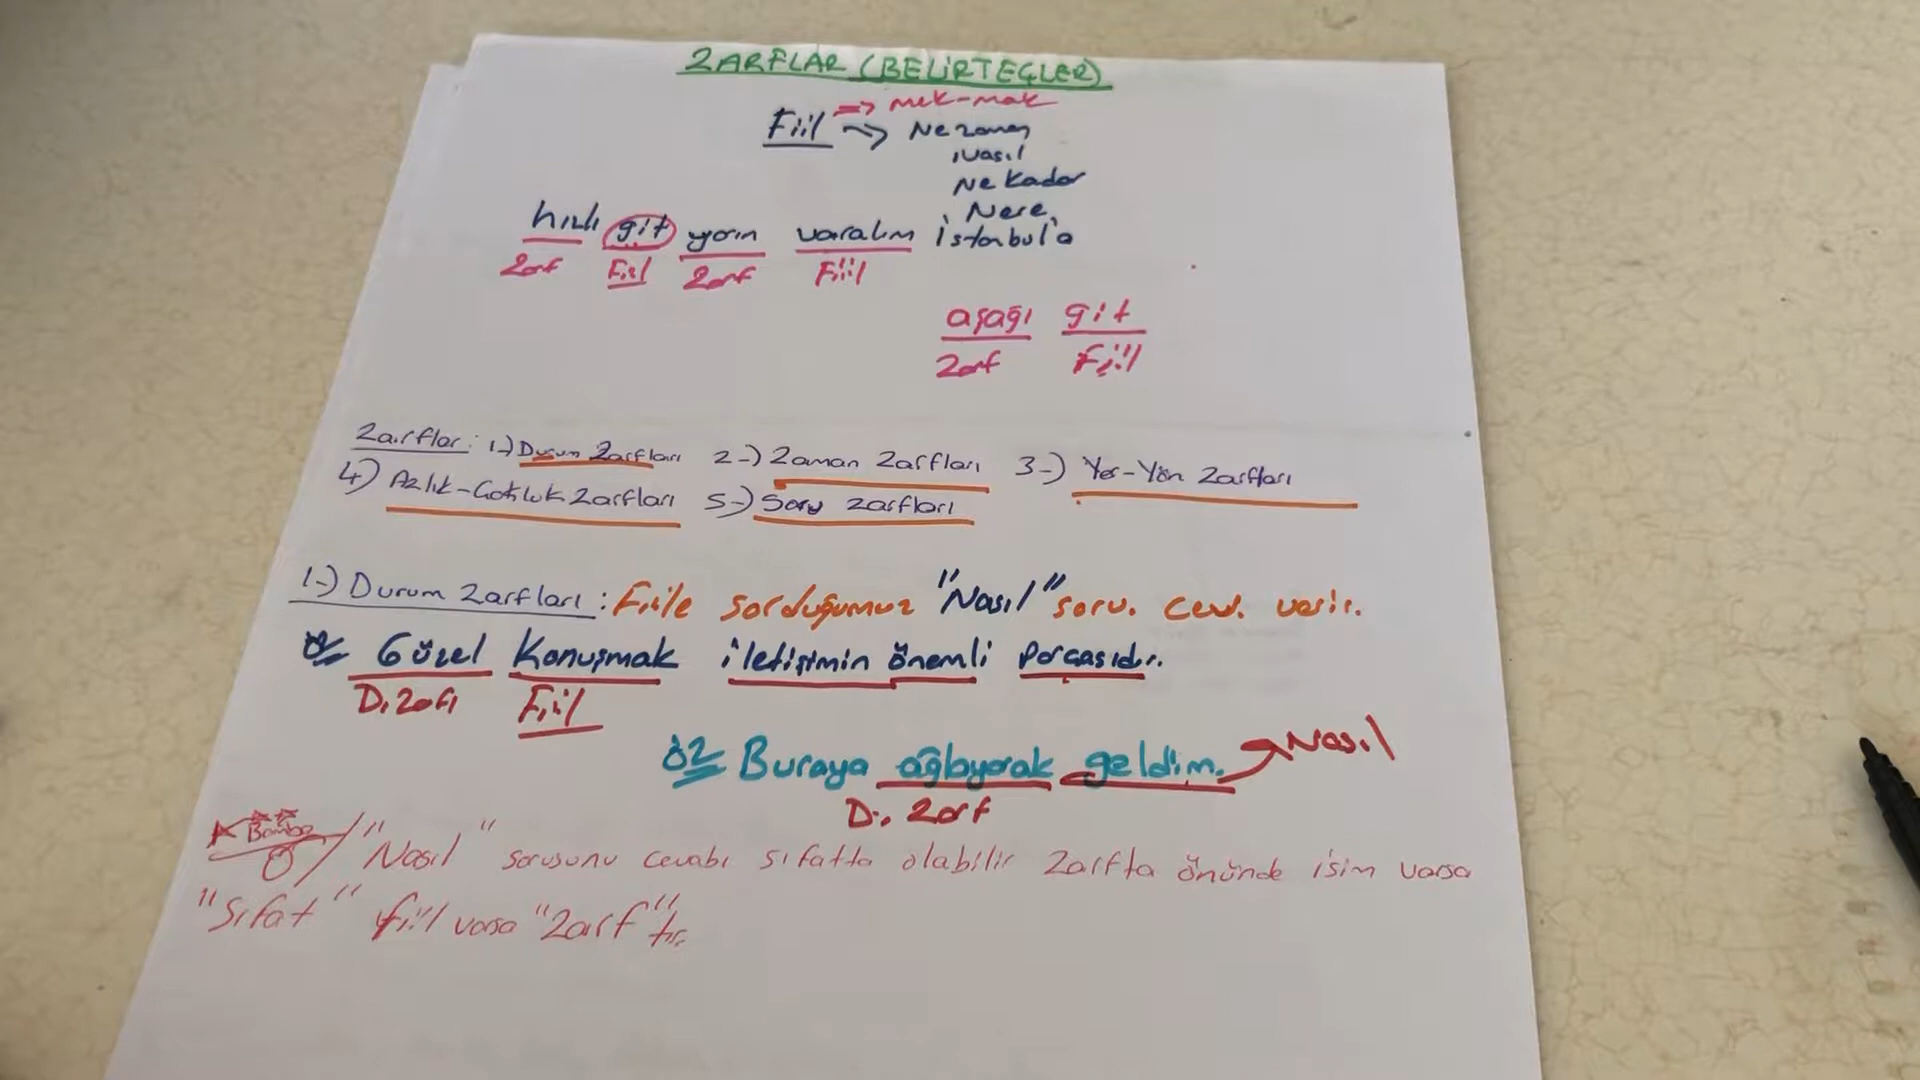 ZARFLAR (BELİRTEÇLER)
=> mek-mak
Fiil => Ne zaman
Nasıl
Ne kadar
Nere
hızlı git yarın varalım İstanbul'a
Zarf Fiil Zarf Fiil
aşağı git
Zarf Fiil
Zarflar: 1-) Durum Zarfları 2-) Zaman Zarfları 3-) Yer-Yön Zarfları
4-) Azlık-Çokluk Zarfları 5-) Soru Zarfları
1-) Durum Zarfları: Fiile sorduğumuz "Nasıl" soru. cev. verir.
Güzel Konuşmak iletişimin önemli parçasıdır.
D. Zarfı Fiil
öz Buraya ağlayarak geldim. Nasıl
D. Zarf
Bomba / "Nasıl" sorusunu cevabı sıfatta olabilir zarfta önünde isim varsa
"Sıfat" fiil varsa "Zarf" tır.